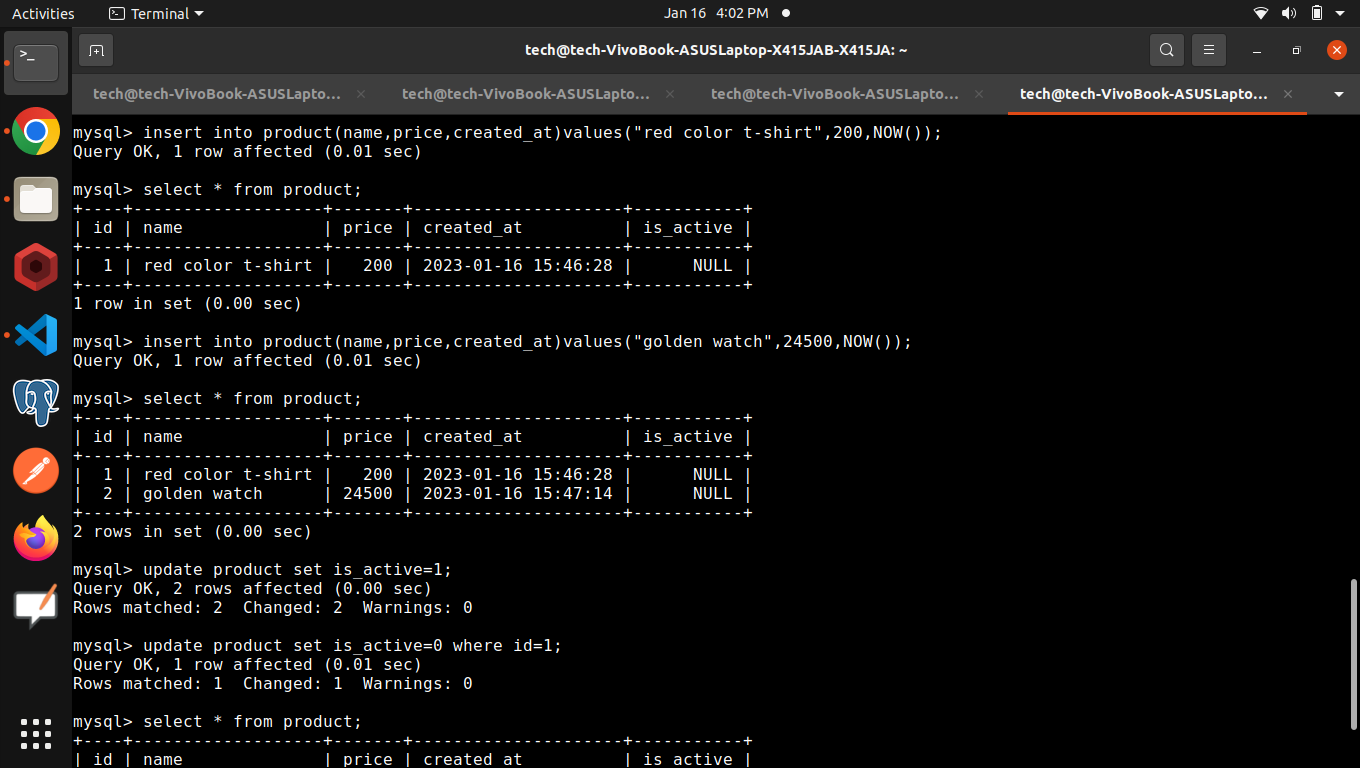 Activities Terminal Jan 16 4:02 PM
tech@tech-VivoBook-ASUSLaptop-X415JAB-X415JA: ~
tech@tech-VivoBook-ASUSLapto... tech@tech-VivoBook-ASUSLapto... tech@tech-VivoBook-ASUSLapto... tech@tech-VivoBook-ASUSLapto...
mysql> insert into product(name,price,created_at)values("red color t-shirt",200,NOW());
Query OK, 1 row affected (0.01 sec)
mysql> select * from product;
+----+-------------------+-------+---------------------+-----------+
| id | name              | price | created_at          | is_active |
+----+-------------------+-------+---------------------+-----------+
|  1 | red color t-shirt |   200 | 2023-01-16 15:46:28 |      NULL |
+----+-------------------+-------+---------------------+-----------+
1 row in set (0.00 sec)
mysql> insert into product(name,price,created_at)values("golden watch",24500,NOW());
Query OK, 1 row affected (0.01 sec)
mysql> select * from product;
+----+-------------------+-------+---------------------+-----------+
| id | name              | price | created_at          | is_active |
+----+-------------------+-------+---------------------+-----------+
|  1 | red color t-shirt |   200 | 2023-01-16 15:46:28 |      NULL |
|  2 | golden watch      | 24500 | 2023-01-16 15:47:14 |      NULL |
+----+-------------------+-------+---------------------+-----------+
2 rows in set (0.00 sec)
mysql> update product set is_active=1;
Query OK, 2 rows affected (0.00 sec)
Rows matched: 2  Changed: 2  Warnings: 0
mysql> update product set is_active=0 where id=1;
Query OK, 1 row affected (0.01 sec)
Rows matched: 1  Changed: 1  Warnings: 0
mysql> select * from product;
+----+-------------------+-------+---------------------+-----------+
| id | name              | price | created_at          | is_active |